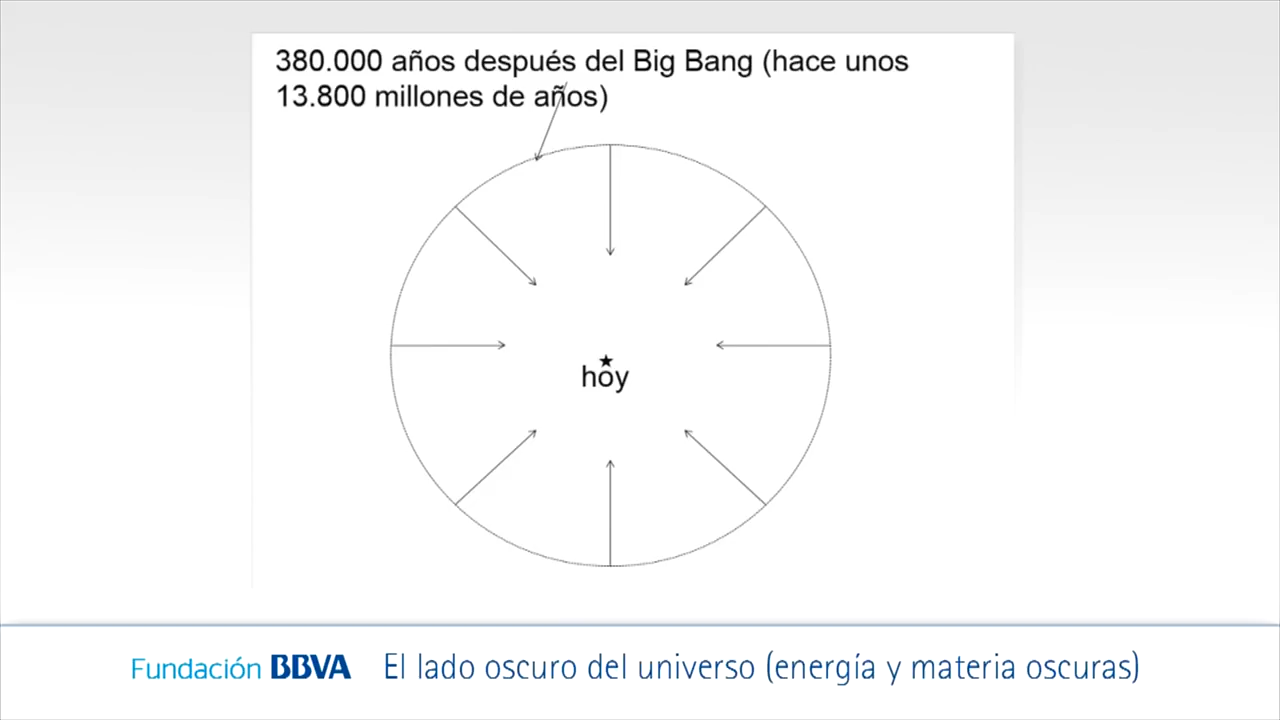 380.000 años después del Big Bang (hace unos
13.800 millones de años)
hoy
Fundación BBVA El lado oscuro del universo (energía y materia oscuras)